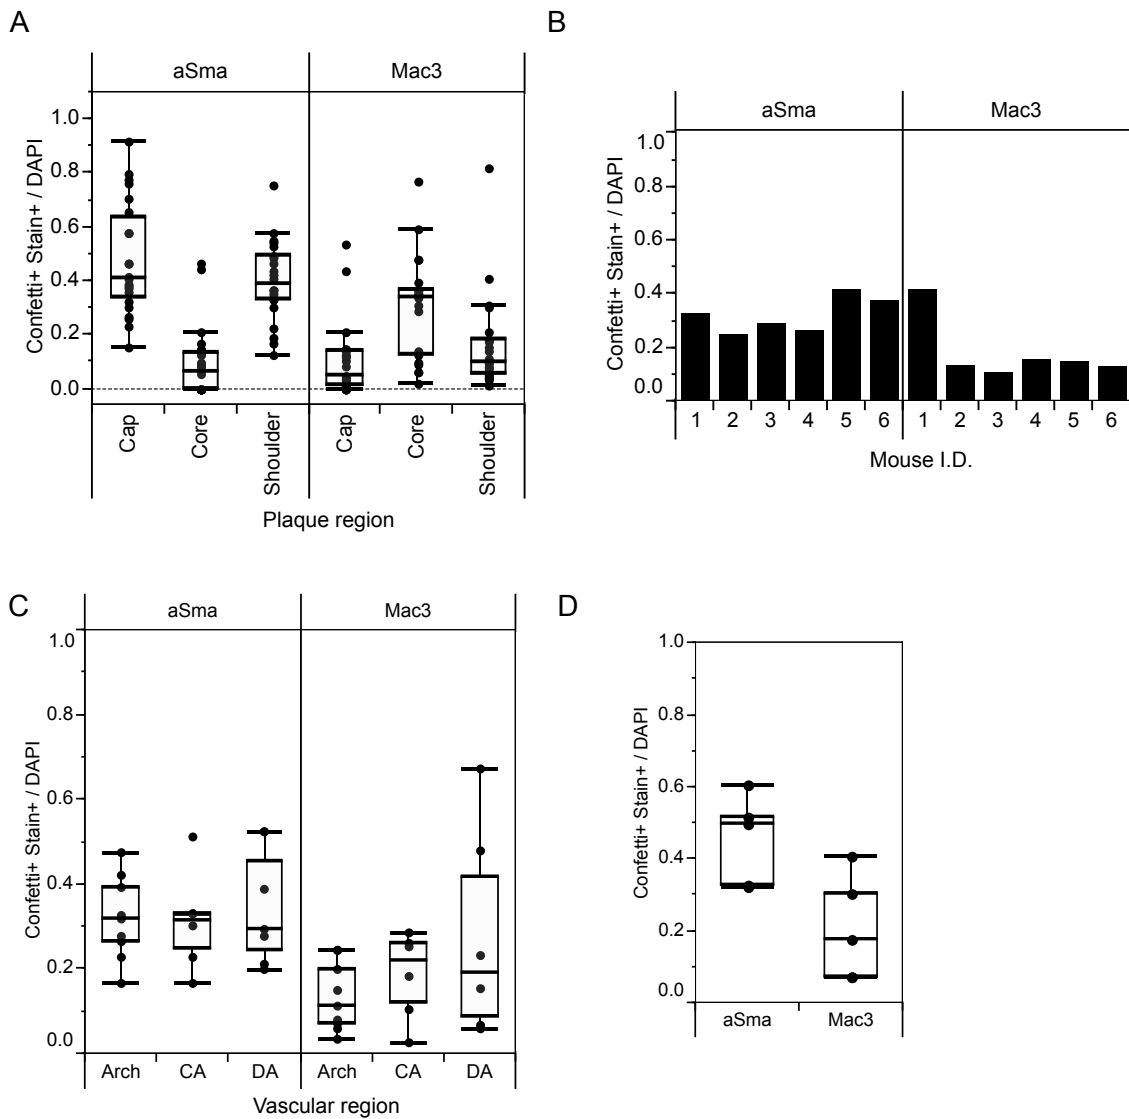 A
aSma Mac3
Confetti+ Stain+ / DAPI
1.0
0.8
0.6
0.4
0.2
0.0
Cap Core Shoulder Cap Core Shoulder
Plaque region
B
aSma Mac3
Confetti+ Stain+ / DAPI
1.0
0.8
0.6
0.4
0.2
0.0
1 2 3 4 5 6 1 2 3 4 5 6
Mouse I.D.
C
aSma Mac3
Confetti+ Stain+ / DAPI
1.0
0.8
0.6
0.4
0.2
0.0
Arch CA DA Arch CA DA
Vascular region
D
Confetti+ Stain+ / DAPI
1.0
0.8
0.6
0.4
0.2
0.0
aSma Mac3